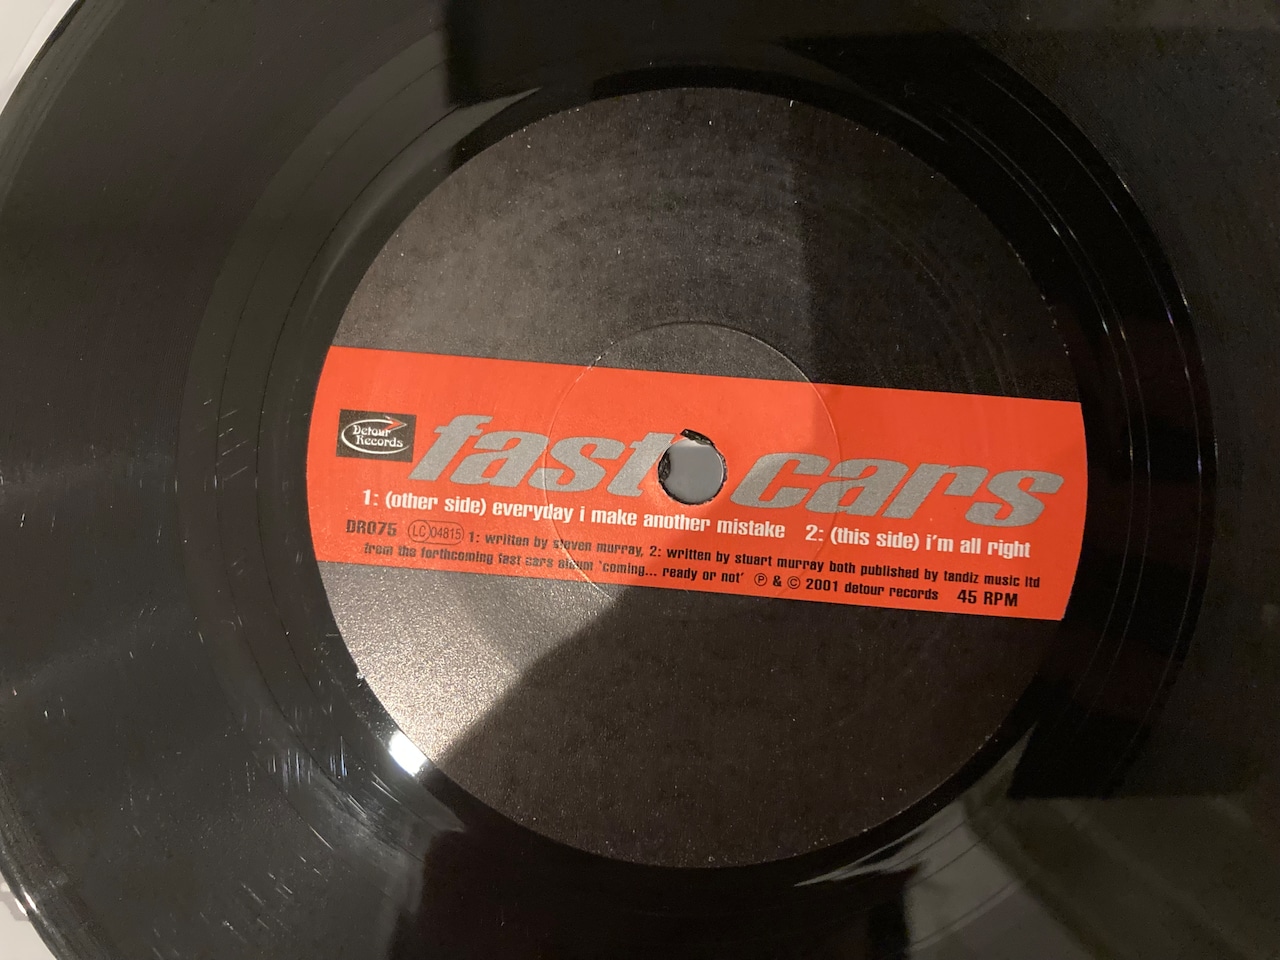 Detour
Records
fast cars
1: (other side) everyday i make another mistake 2: (this side) i'm all right
DR075 LC 04815 1: written by steven murray, 2: written by stuart murray both published by tandiz music ltd
from the forthcoming fast cars album 'coming... ready or not' ℗ & © 2001 detour records 45 RPM